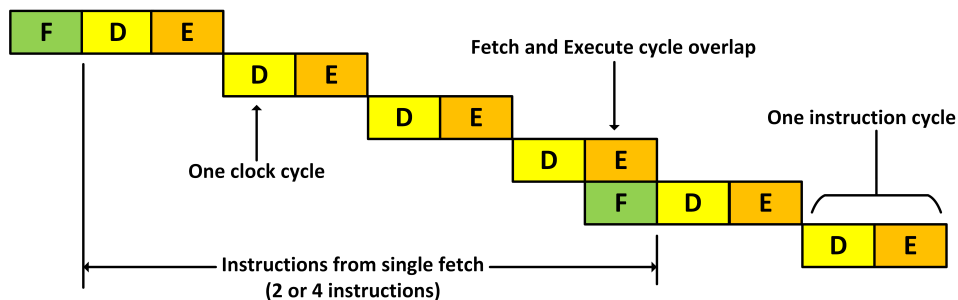 F D E
Fetch and Execute cycle overlap
D E
D E
One instruction cycle
D E
One clock cycle
F D E
D E
Instructions from single fetch
(2 or 4 instructions)